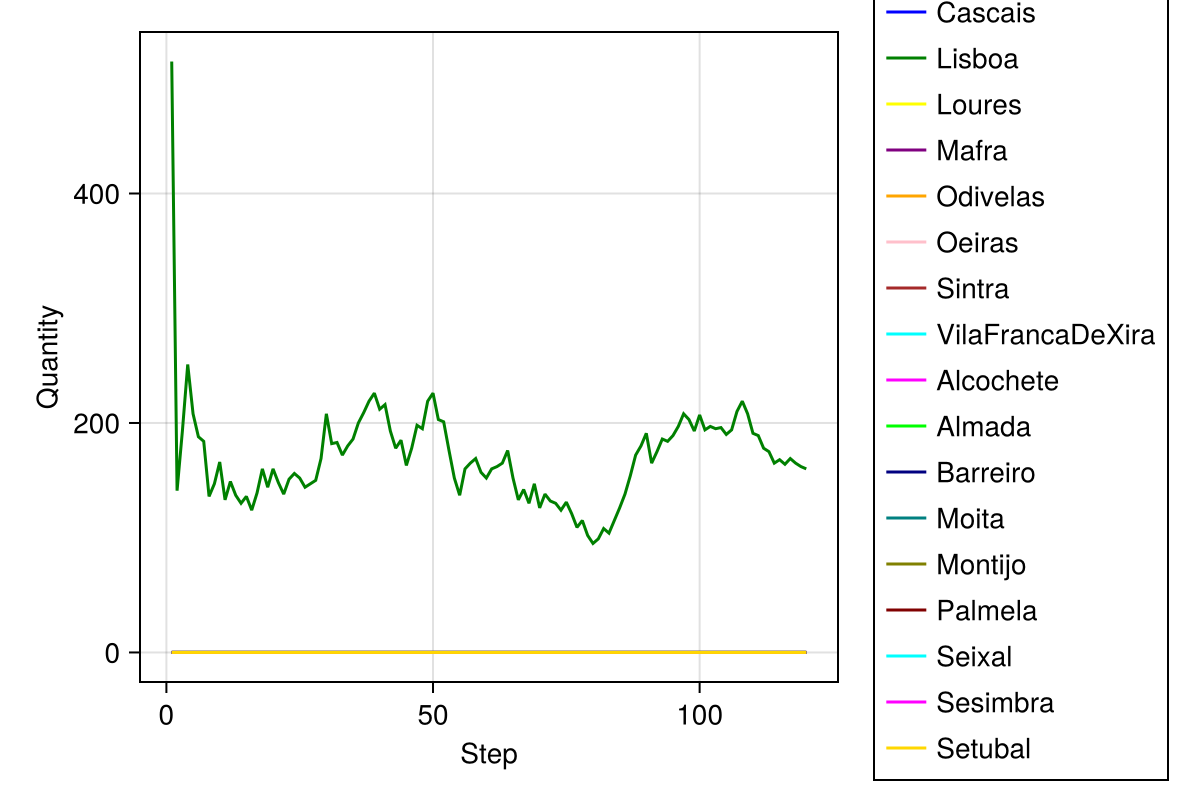 Quantity
400
200
0
0
50
100
Step
Cascais
Lisboa
Loures
Mafra
Odivelas
Oeiras
Sintra
VilaFrancaDeXira
Alcochete
Almada
Barreiro
Moita
Montijo
Palmela
Seixal
Sesimbra
Setubal